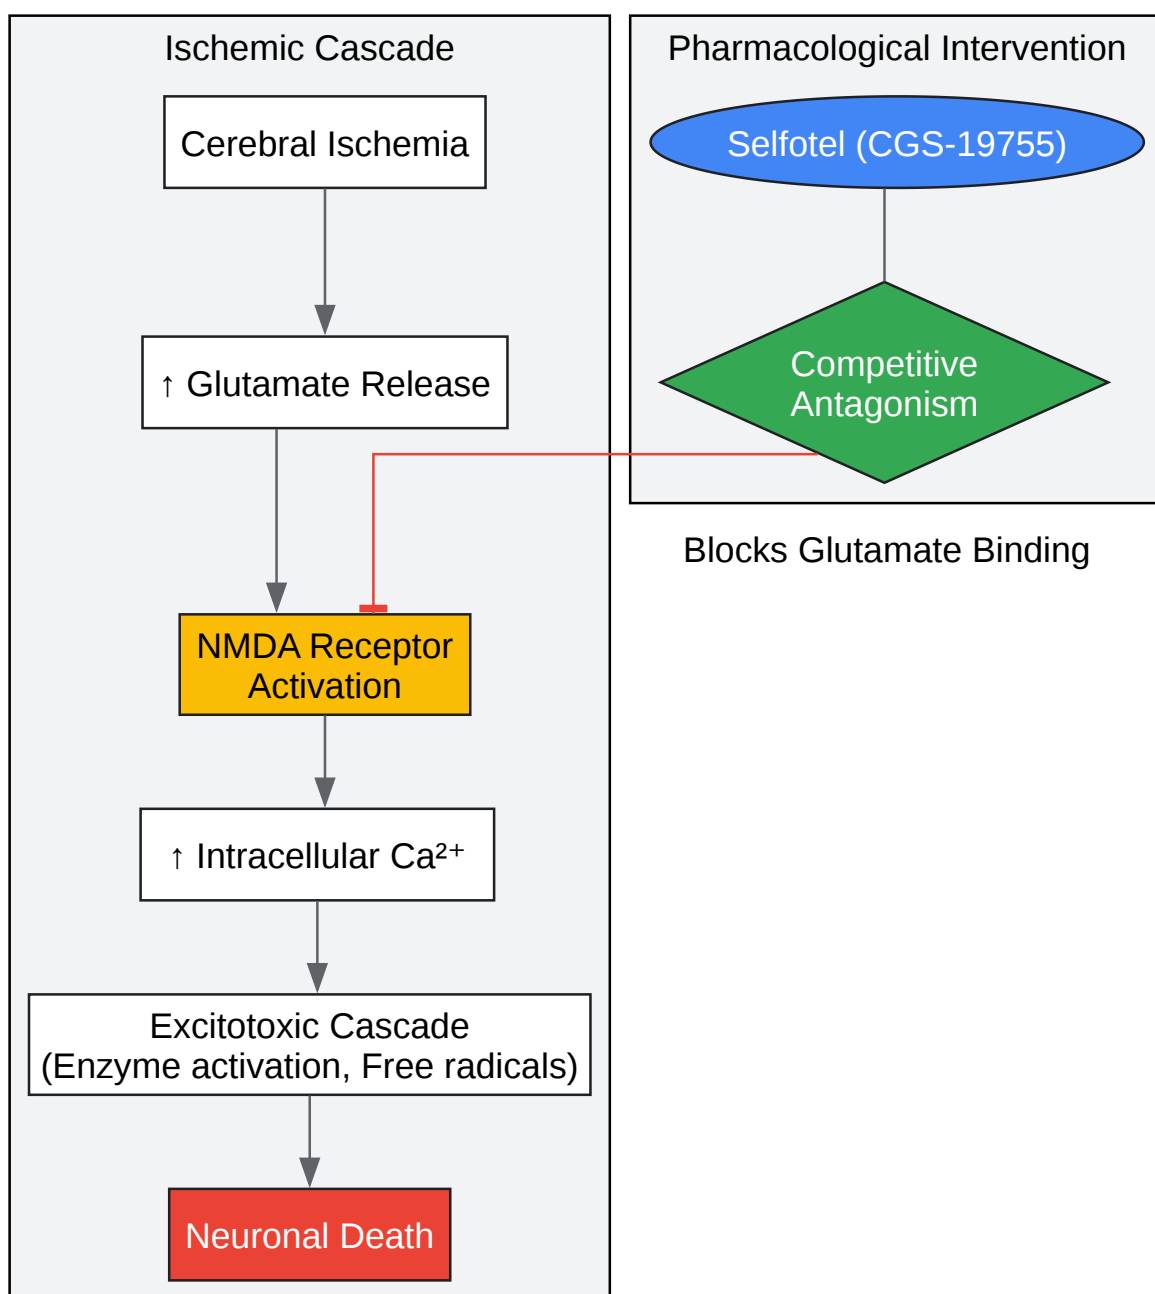 Ischemic Cascade
Cerebral Ischemia
↑ Glutamate Release
NMDA Receptor
Activation
↑ Intracellular Ca²⁺
Excitotoxic Cascade
(Enzyme activation, Free radicals)
Neuronal Death
Pharmacological Intervention
Selfotel (CGS-19755)
Competitive
Antagonism
Blocks Glutamate Binding